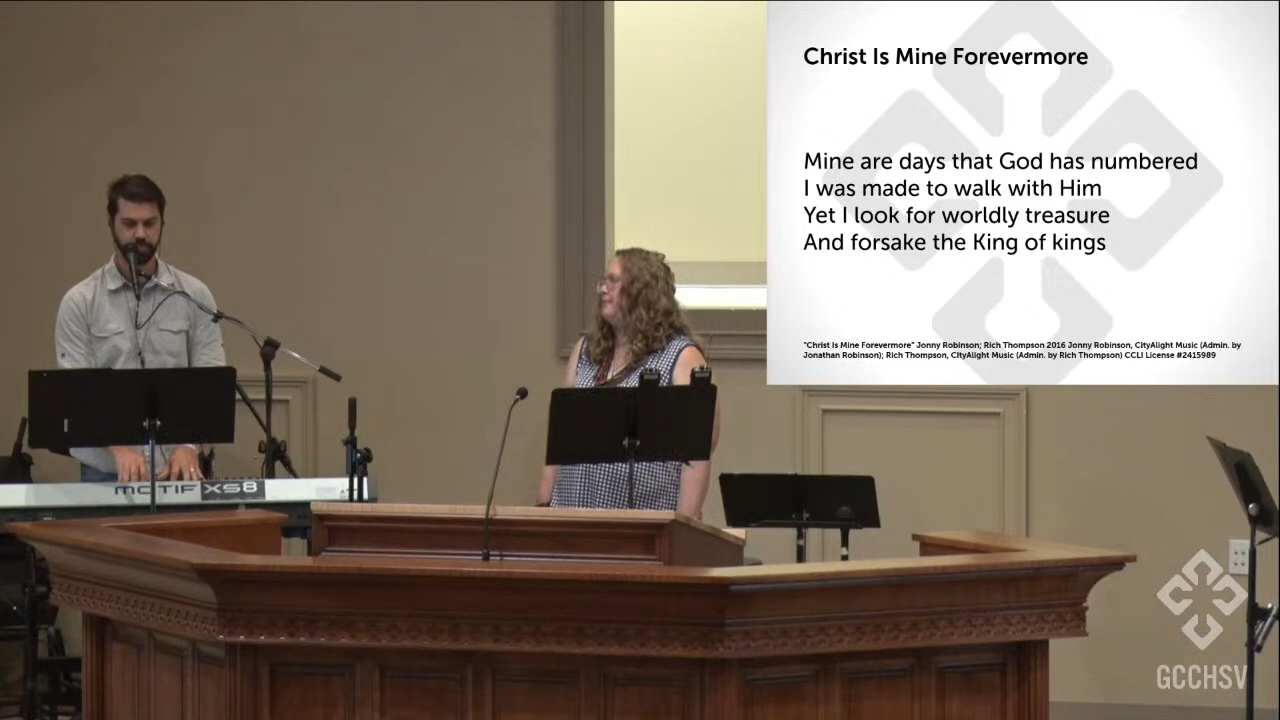 Christ Is Mine Forevermore
Mine are days that God has numbered
I was made to walk with Him
Yet I look for worldly treasure
And forsake the King of kings
"Christ Is Mine Forevermore" Jonny Robinson; Rich Thompson 2016 Jonny Robinson, CityAlight Music (Admin. by
Jonathan Robinson); Rich Thompson, CityAlight Music (Admin. by Rich Thompson) CCLI License #2415989
MOTIF XS8
GCCHSV